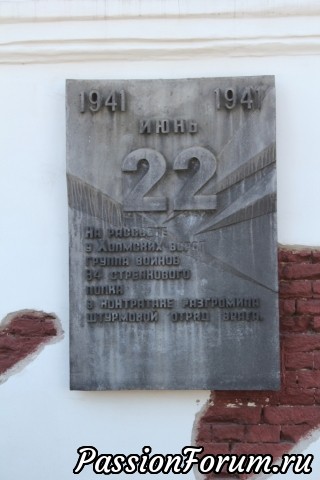 1941 1941
ИЮНЬ
22
НА РАССВЕТЕ
У ХОЛМСКИХ ВОРОТ
ГРУППА ВОИНОВ
84 СТРЕЛКОВОГО
ПОЛКА
В КОНТРАТАКЕ РАЗГРОМИЛА
ШТУРМОВОЙ ОТРЯД ВРАГА.
www.PassionForum.ru